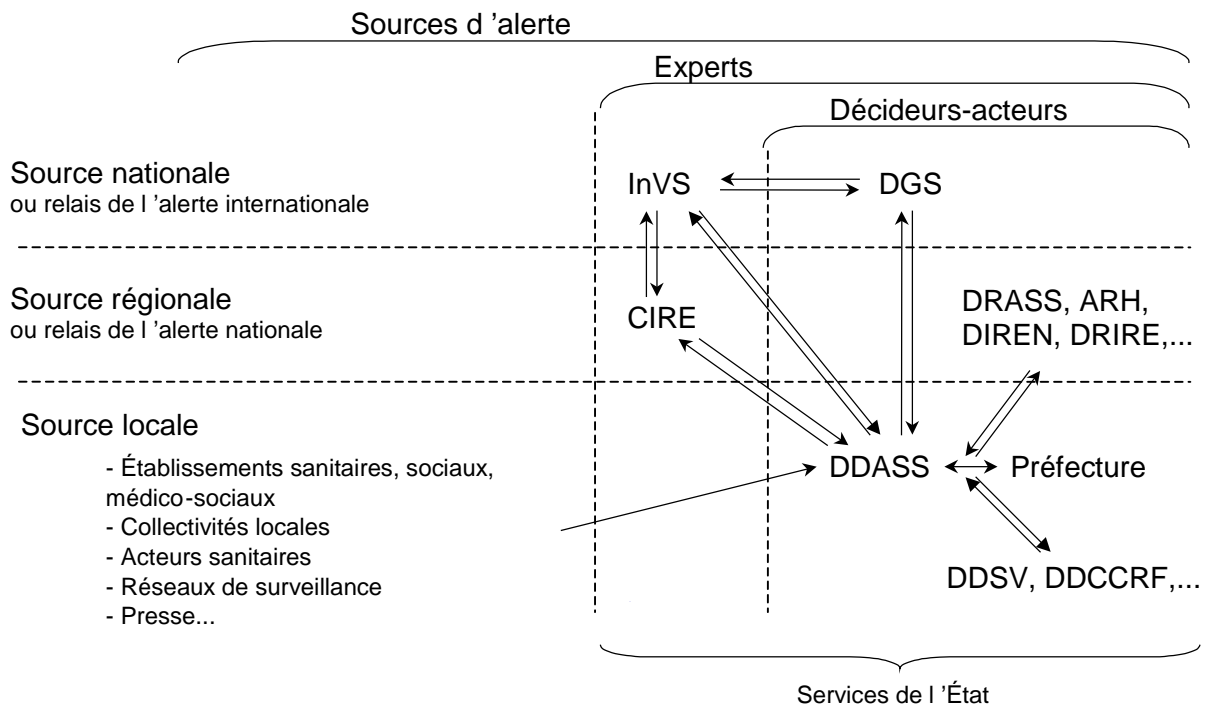 Sources d ’alerte
Experts
Décideurs-acteurs
Source nationale
ou relais de l ’alerte internationale
InVS
DGS
Source régionale
ou relais de l ’alerte nationale
CIRE
DRASS, ARH,
DIREN, DRIRE,...
Source locale
- Établissements sanitaires, sociaux,
médico-sociaux
- Collectivités locales
- Acteurs sanitaires
- Réseaux de surveillance
- Presse...
DDASS
Préfecture
DDSV, DDCCRF,...
Services de l ’État